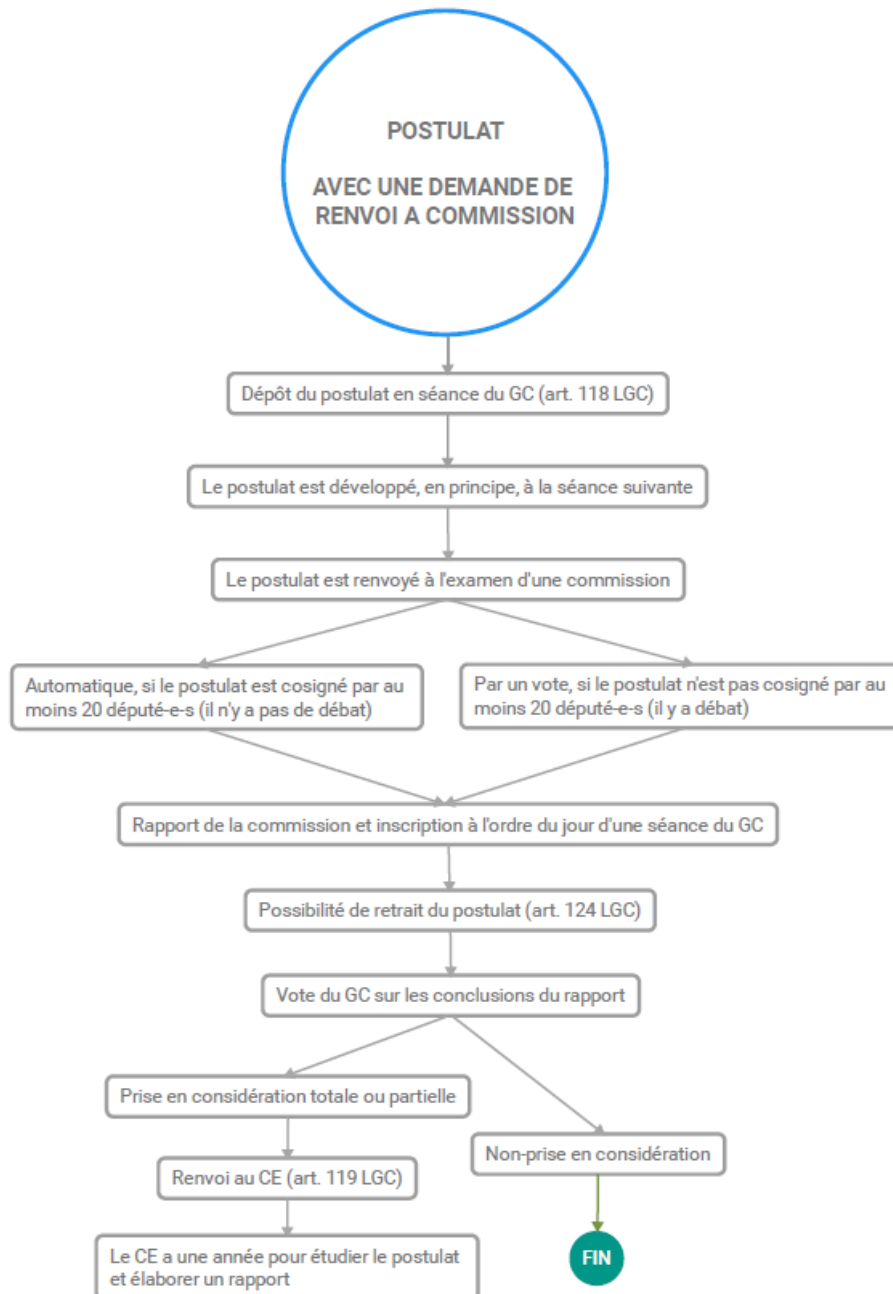 POSTULAT
AVEC UNE DEMANDE DE
RENVOI A COMMISSION
Dépôt du postulat en séance du GC (art. 118 LGC)
Le postulat est développé, en principe, à la séance suivante
Le postulat est renvoyé à l'examen d'une commission
Automatique, si le postulat est cosigné par au
moins 20 député-e-s (il n'y a pas de débat)
Par un vote, si le postulat n'est pas cosigné par au
moins 20 député-e-s (il y a débat)
Rapport de la commission et inscription à l'ordre du jour d'une séance du GC
Possibilité de retrait du postulat (art. 124 LGC)
Vote du GC sur les conclusions du rapport
Prise en considération totale ou partielle
Non-prise en considération
Renvoi au CE (art. 119 LGC)
Le CE a une année pour étudier le postulat
et élaborer un rapport
FIN